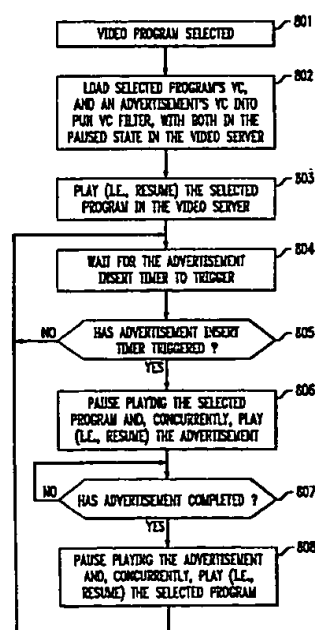 801
VIDEO PROGRAM SELECTED
802
LOAD SELECTED PROGRAM'S VC,
AND AN ADVERTISEMENT'S VC INTO
PUK VC FILTER, WITH BOTH IN THE
PAUSED STATE IN THE VIDEO SERVER
803
PLAY (I.E., RESUME) THE SELECTED
PROGRAM IN THE VIDEO SERVER
804
WAIT FOR THE ADVERTISEMENT
INSERT TIMER TO TRIGGER
805
NO
HAS ADVERTISEMENT INSERT
TIMER TRIGGERED ?
YES
806
PAUSE PLAYING THE SELECTED
PROGRAM AND, CONCURRENTLY, PLAY
(I.E., RESUME) THE ADVERTISEMENT
807
NO
HAS ADVERTISEMENT COMPLETED ?
YES
808
PAUSE PLAYING THE ADVERTISEMENT
AND, CONCURRENTLY, PLAY (I.E.,
RESUME) THE SELECTED PROGRAM